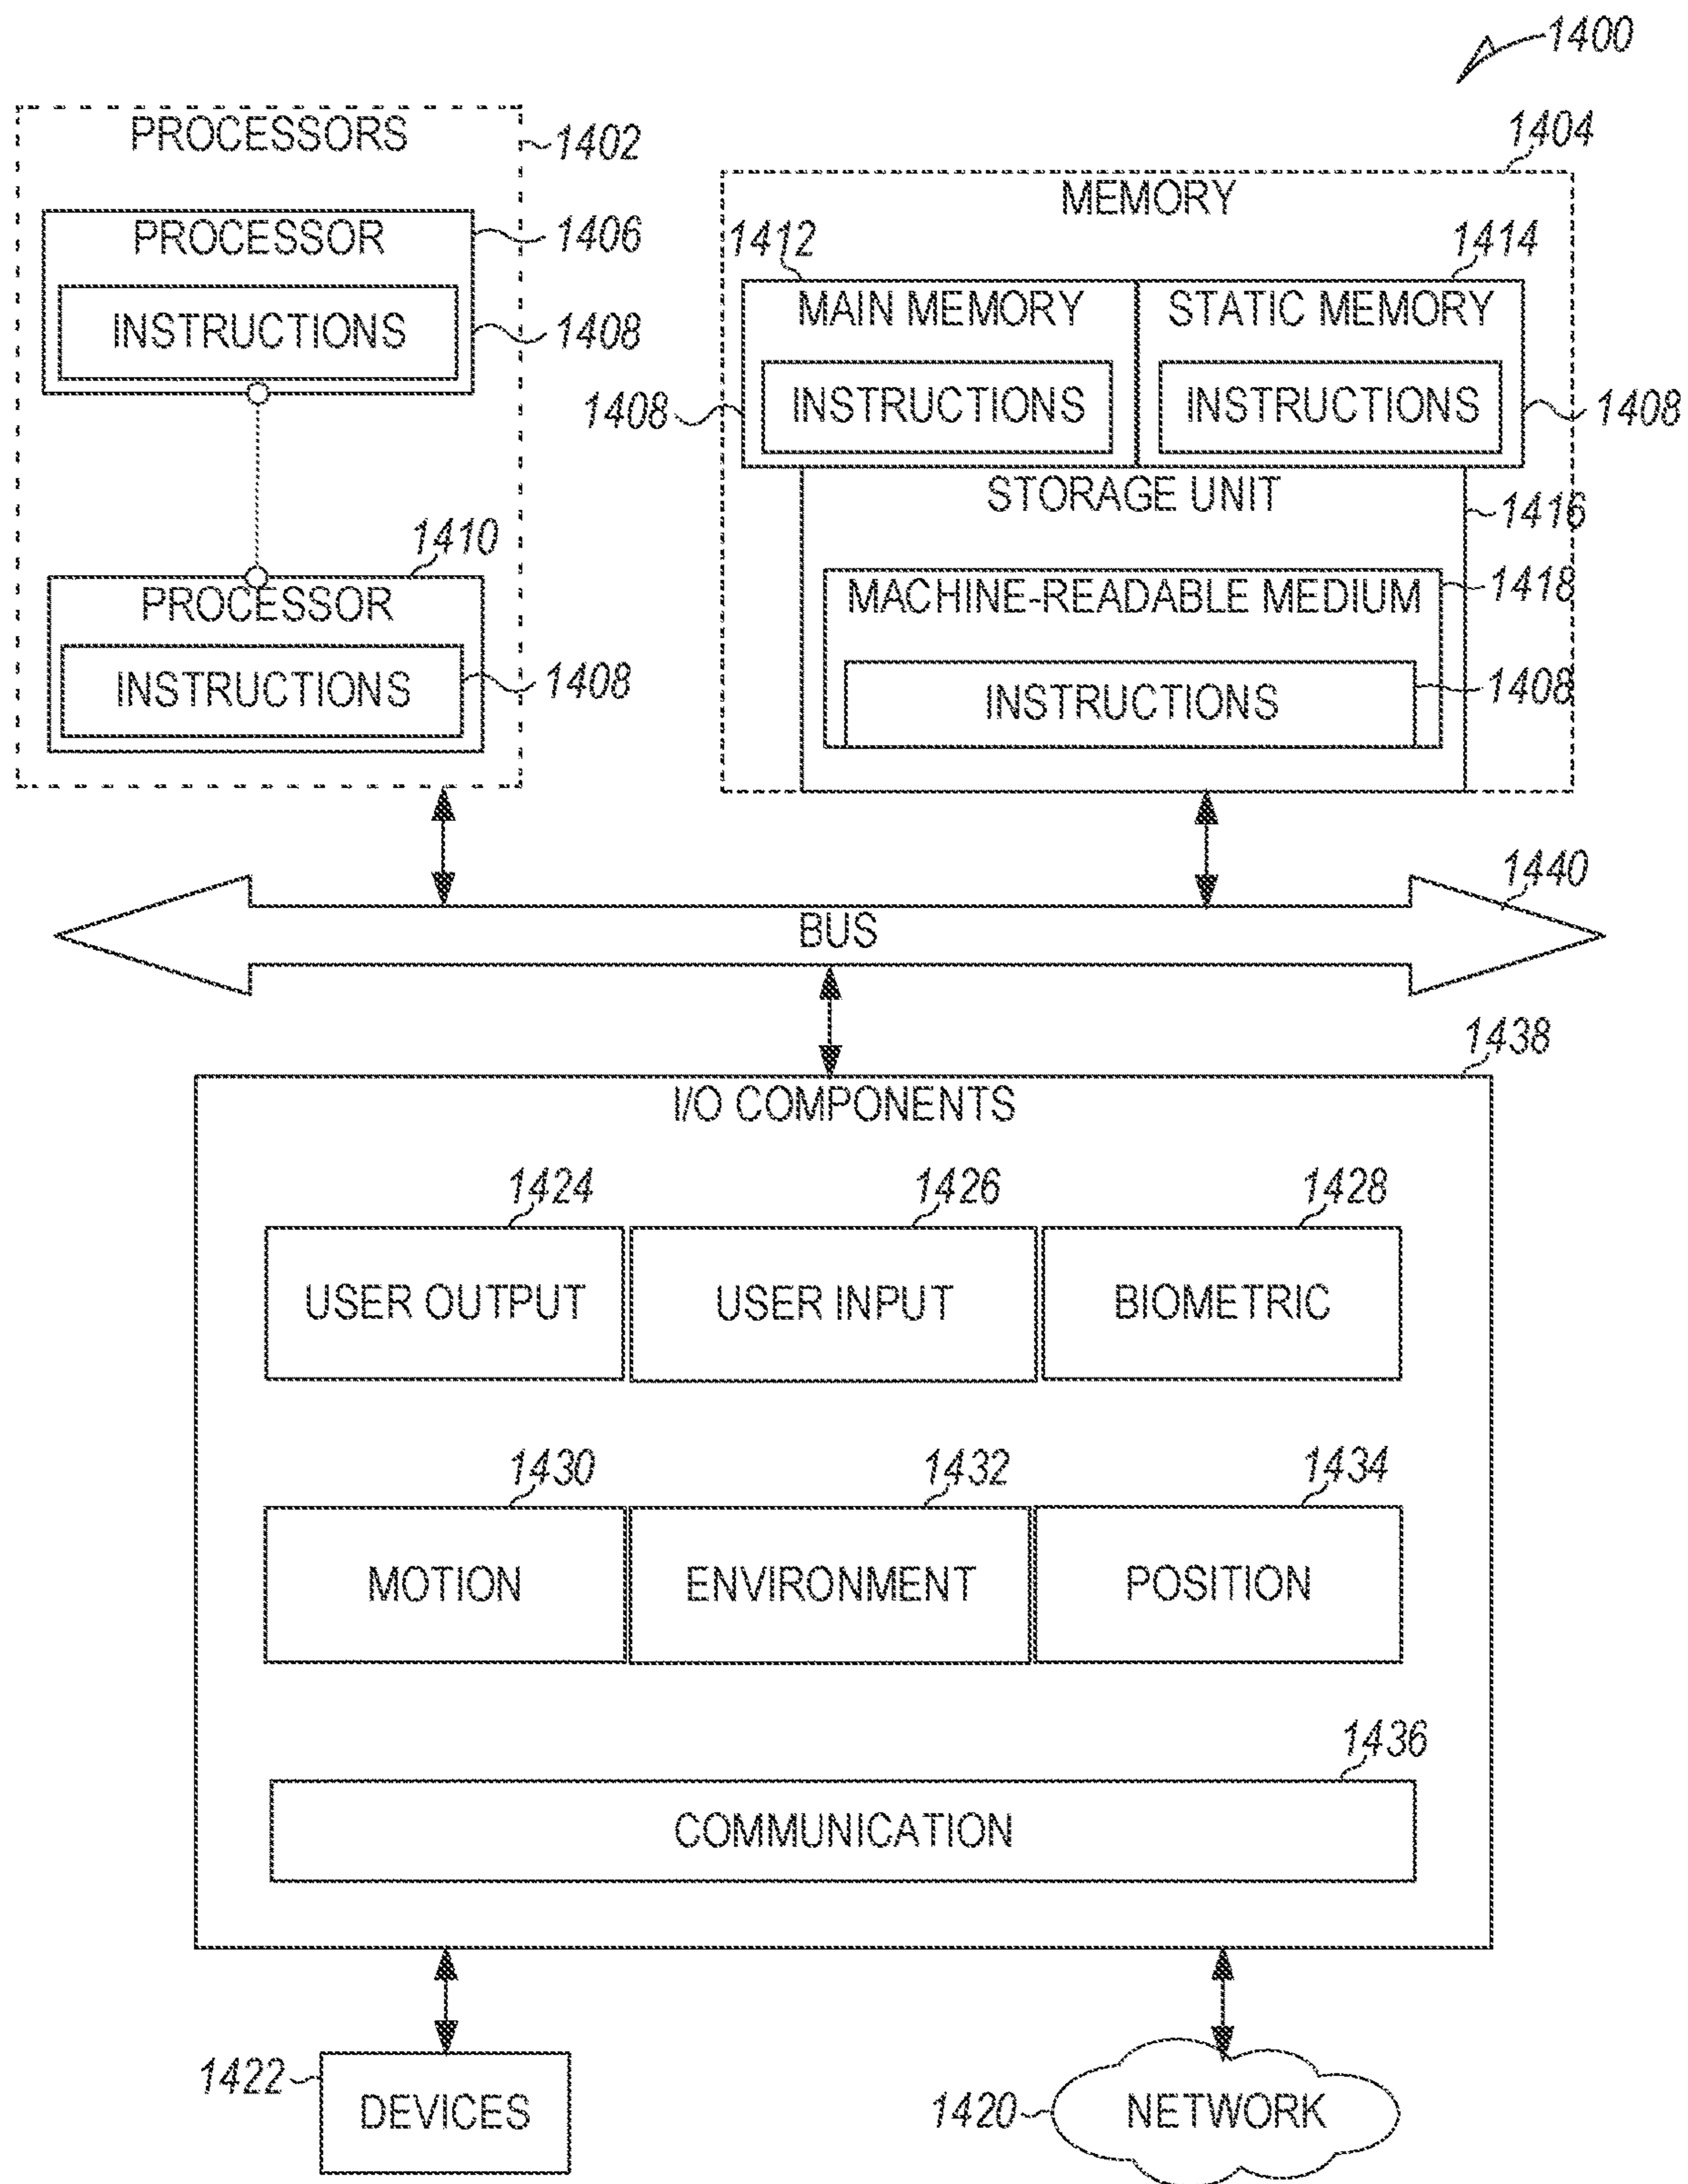 1400
PROCESSORS
1402
PROCESSOR
1406
INSTRUCTIONS
1408
1410
PROCESSOR
INSTRUCTIONS
1408
1404
MEMORY
1412
1414
MAIN MEMORY
STATIC MEMORY
1408
INSTRUCTIONS
INSTRUCTIONS
1408
STORAGE UNIT
1416
MACHINE-READABLE MEDIUM
1418
INSTRUCTIONS
1408
1440
BUS
1438
I/O COMPONENTS
1424
1426
1428
USER OUTPUT
USER INPUT
BIOMETRIC
1430
1432
1434
MOTION
ENVIRONMENT
POSITION
1436
COMMUNICATION
1422
DEVICES
1420
NETWORK